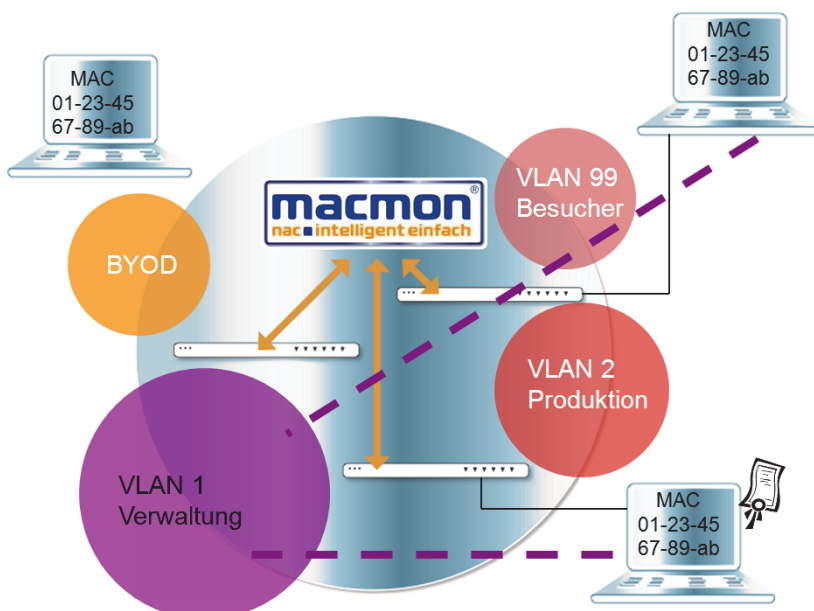 MAC
01-23-45
67-89-ab
MAC
01-23-45
67-89-ab
macmon®
nac intelligent einfach
VLAN 99
Besucher
BYOD
VLAN 2
Produktion
VLAN 1
Verwaltung
MAC
01-23-45
67-89-ab